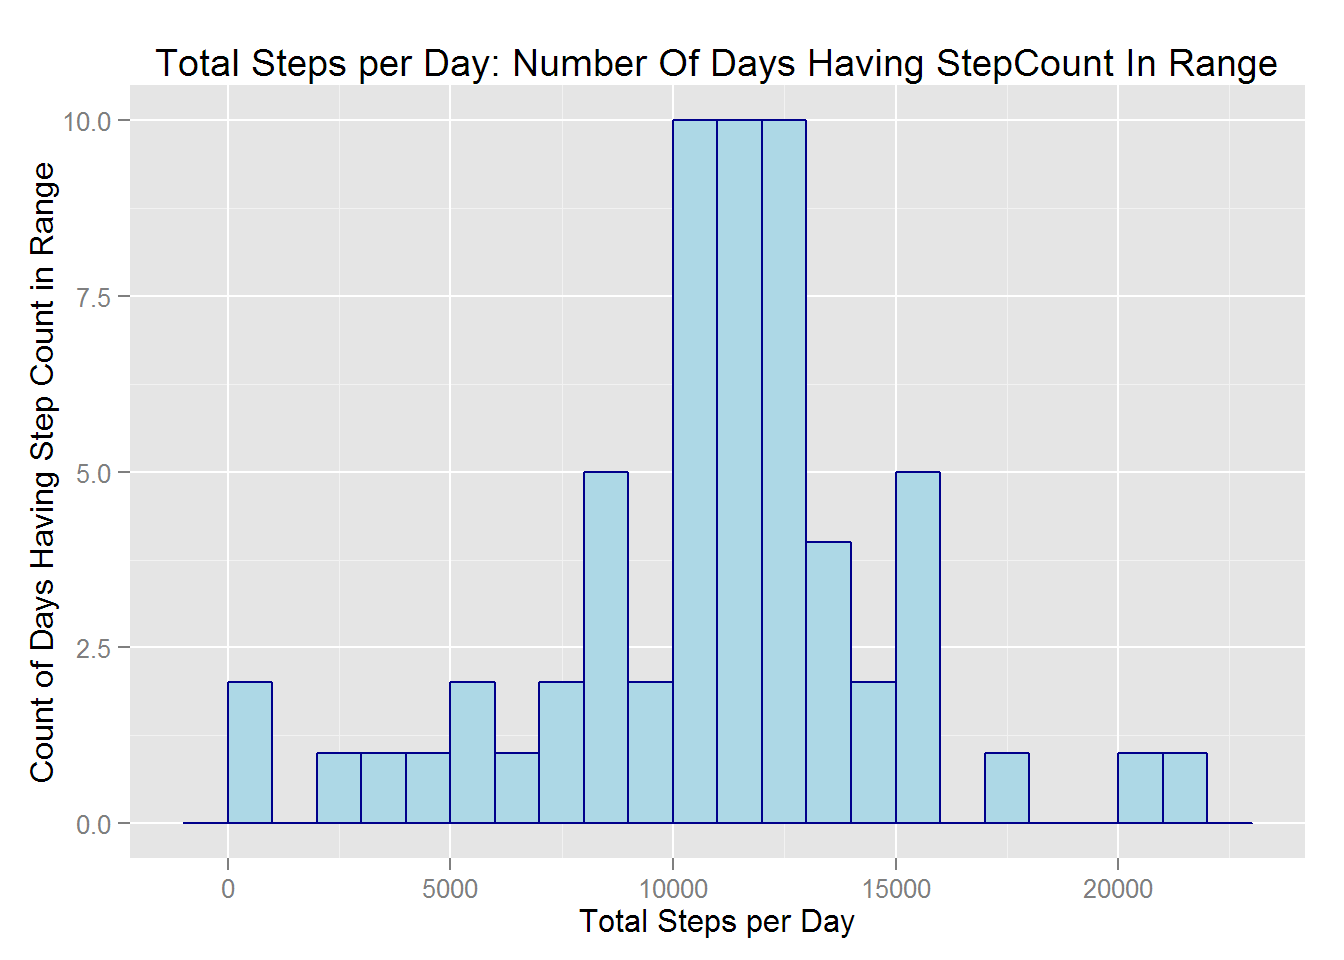 Total Steps per Day: Number Of Days Having StepCount In Range
Count of Days Having Step Count in Range
10.0
7.5
5.0
2.5
0.0
0 5000 10000 15000 20000
Total Steps per Day